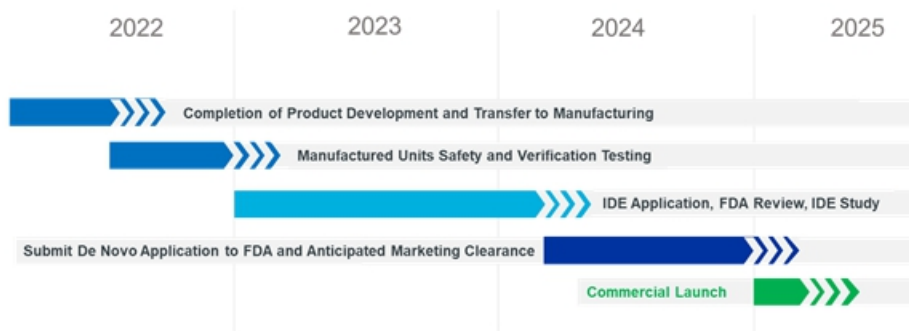 2022 2023 2024 2025
Completion of Product Development and Transfer to Manufacturing
Manufactured Units Safety and Verification Testing
IDE Application, FDA Review, IDE Study
Submit De Novo Application to FDA and Anticipated Marketing Clearance
Commercial Launch